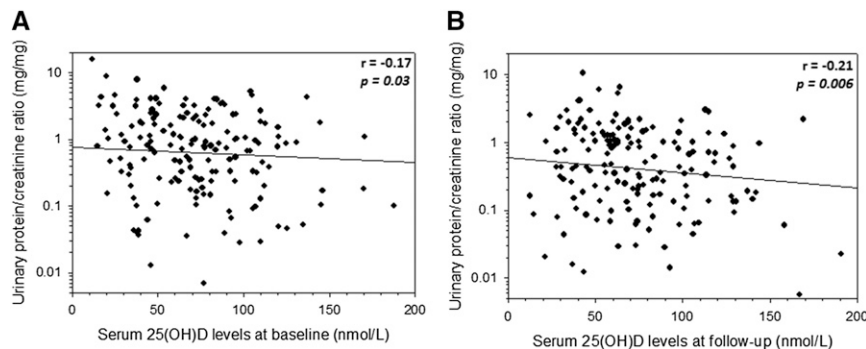 A
Urinary protein/creatinine ratio (mg/mg)
10
1
0.1
0.01
r = -0.17
p = 0.03
0 50 100 150 200
Serum 25(OH)D levels at baseline (nmol/L)
B
Urinary protein/creatinine ratio (mg/mg)
10
1
0.1
0.01
r = -0.21
p = 0.006
0 50 100 150 200
Serum 25(OH)D levels at follow-up (nmol/L)